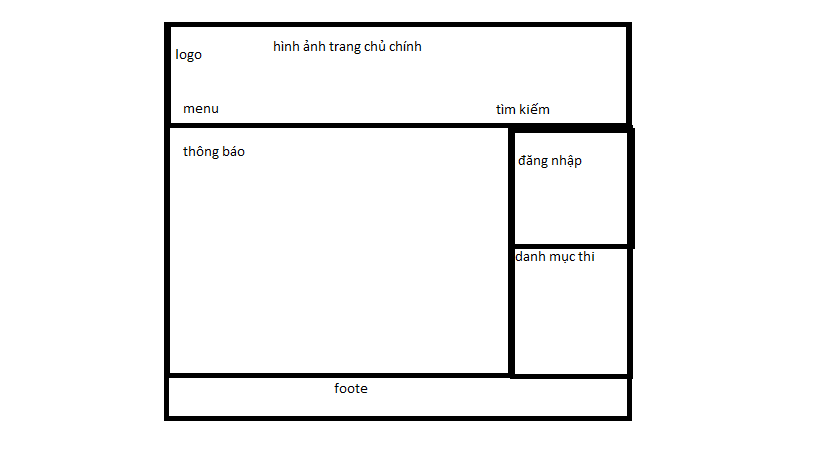 logo
hình ảnh trang chủ chính
menu
tìm kiếm
thông báo
đăng nhập
danh mục thi
foote